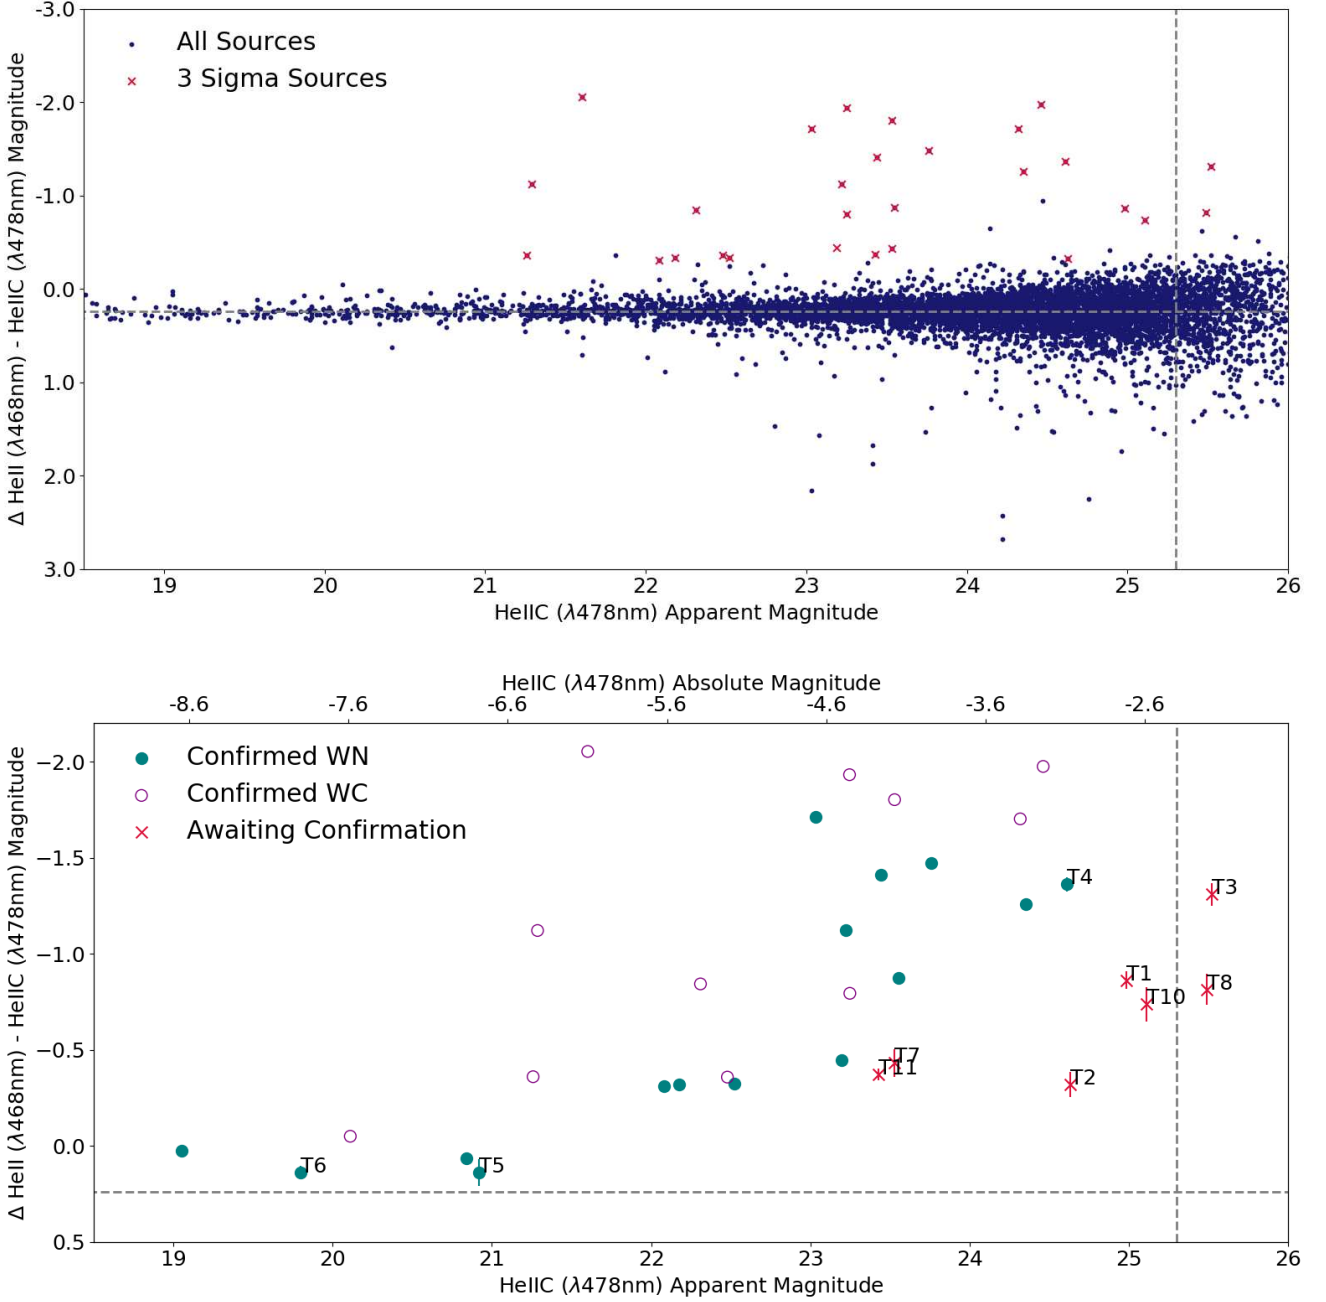 -3.0
-2.0
-1.0
0.0
1.0
2.0
3.0
Δ HeII (λ468nm) - HeIIC (λ478nm) Magnitude
All Sources
3 Sigma Sources
19 20 21 22 23 24 25 26
HeIIC (λ478nm) Apparent Magnitude
HeIIC (λ478nm) Absolute Magnitude
-8.6 -7.6 -6.6 -5.6 -4.6 -3.6 -2.6
−2.0
−1.5
−1.0
−0.5
0.0
0.5
Δ HeII (λ468nm) - HeIIC (λ478nm) Magnitude
Confirmed WN
Confirmed WC
Awaiting Confirmation
T4
T3
T1
T8
T10
T7
T11
T2
T6
T5
19 20 21 22 23 24 25 26
HeIIC (λ478nm) Apparent Magnitude